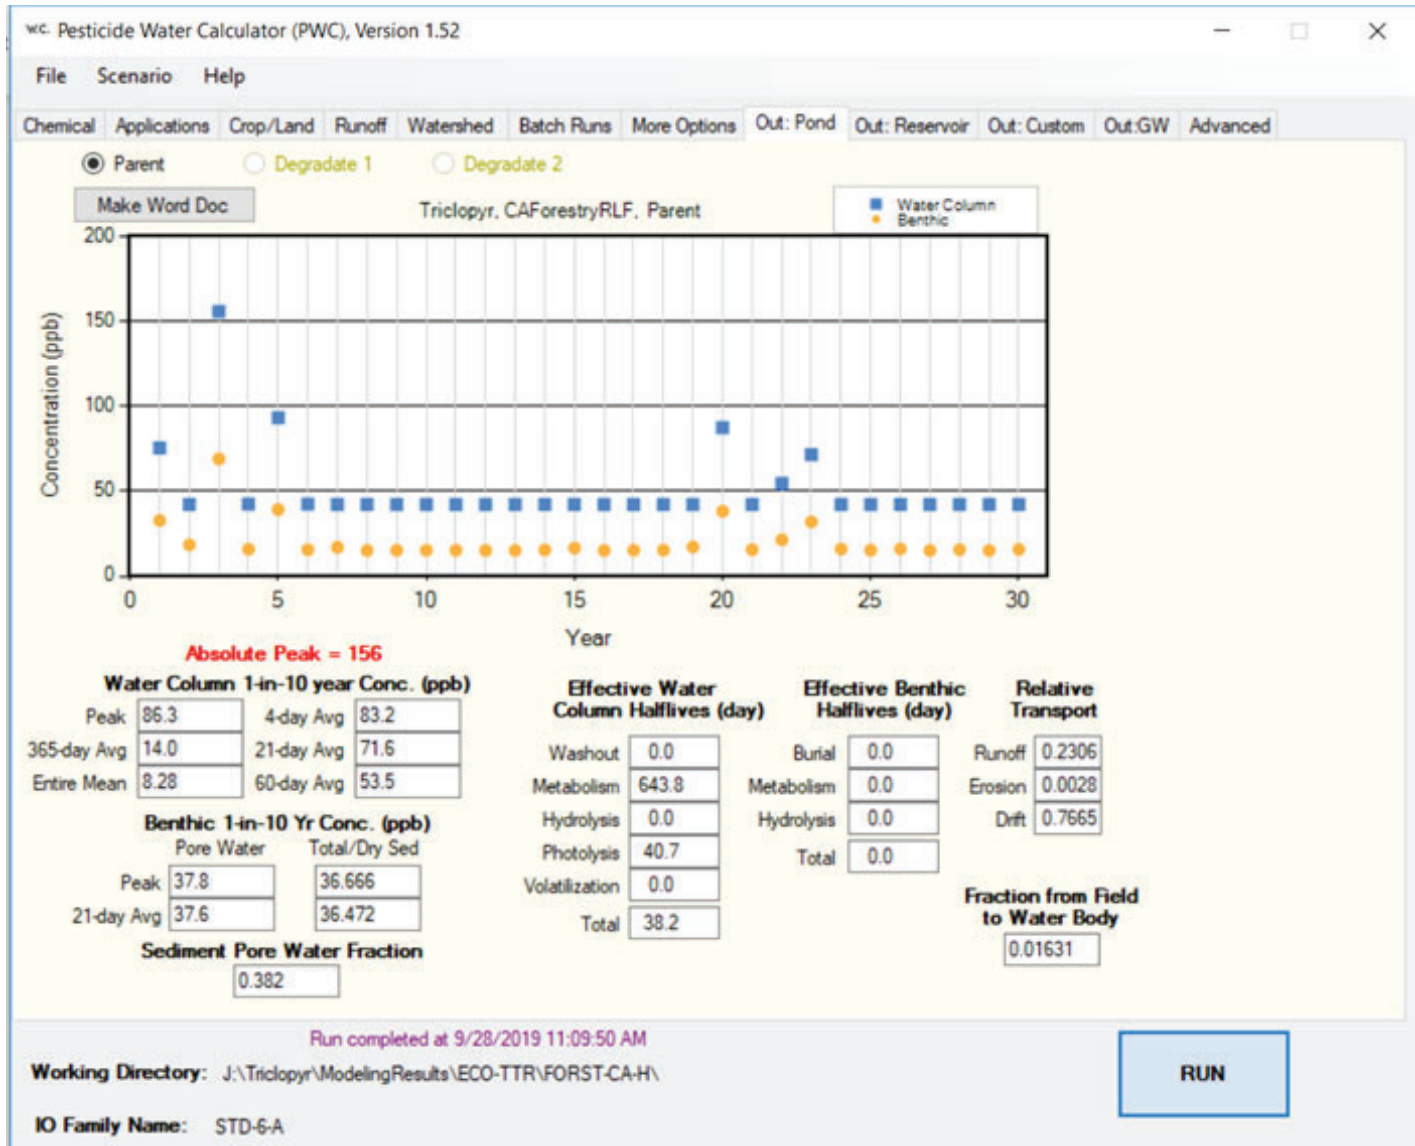 w.c. Pesticide Water Calculator (PWC), Version 1.52
File Scenario Help
Chemical Applications Crop/Land Runoff Watershed Batch Runs More Options Out: Pond Out: Reservoir Out: Custom Out:GW Advanced
Parent Degradate 1 Degradate 2
Make Word Doc
Triclopyr, CAForestryRLF, Parent
Water Column
Benthic
Concentration (ppb)
200
150
100
50
0
0 5 10 15 20 25 30
Year
Absolute Peak = 156
Water Column 1-in-10 year Conc. (ppb)
Peak 86.3 4-day Avg 83.2
365-day Avg 14.0 21-day Avg 71.6
Entire Mean 8.28 60-day Avg 53.5
Benthic 1-in-10 Yr Conc. (ppb)
Pore Water Total/Dry Sed
Peak 37.8 36.666
21-day Avg 37.6 36.472
Sediment Pore Water Fraction
0.382
Effective Water
Column Halflives (day)
Washout 0.0
Metabolism 643.8
Hydrolysis 0.0
Photolysis 40.7
Volatilization 0.0
Total 38.2
Effective Benthic
Halflives (day)
Burial 0.0
Metabolism 0.0
Hydrolysis 0.0
Total 0.0
Relative
Transport
Runoff 0.2306
Erosion 0.0028
Drift 0.7665
Fraction from Field
to Water Body
0.01631
Run completed at 9/28/2019 11:09:50 AM
Working Directory: J:\Triclopyr\ModelingResults\ECO-TTR\FORST-CA-H\
RUN
IO Family Name: STD-6-A